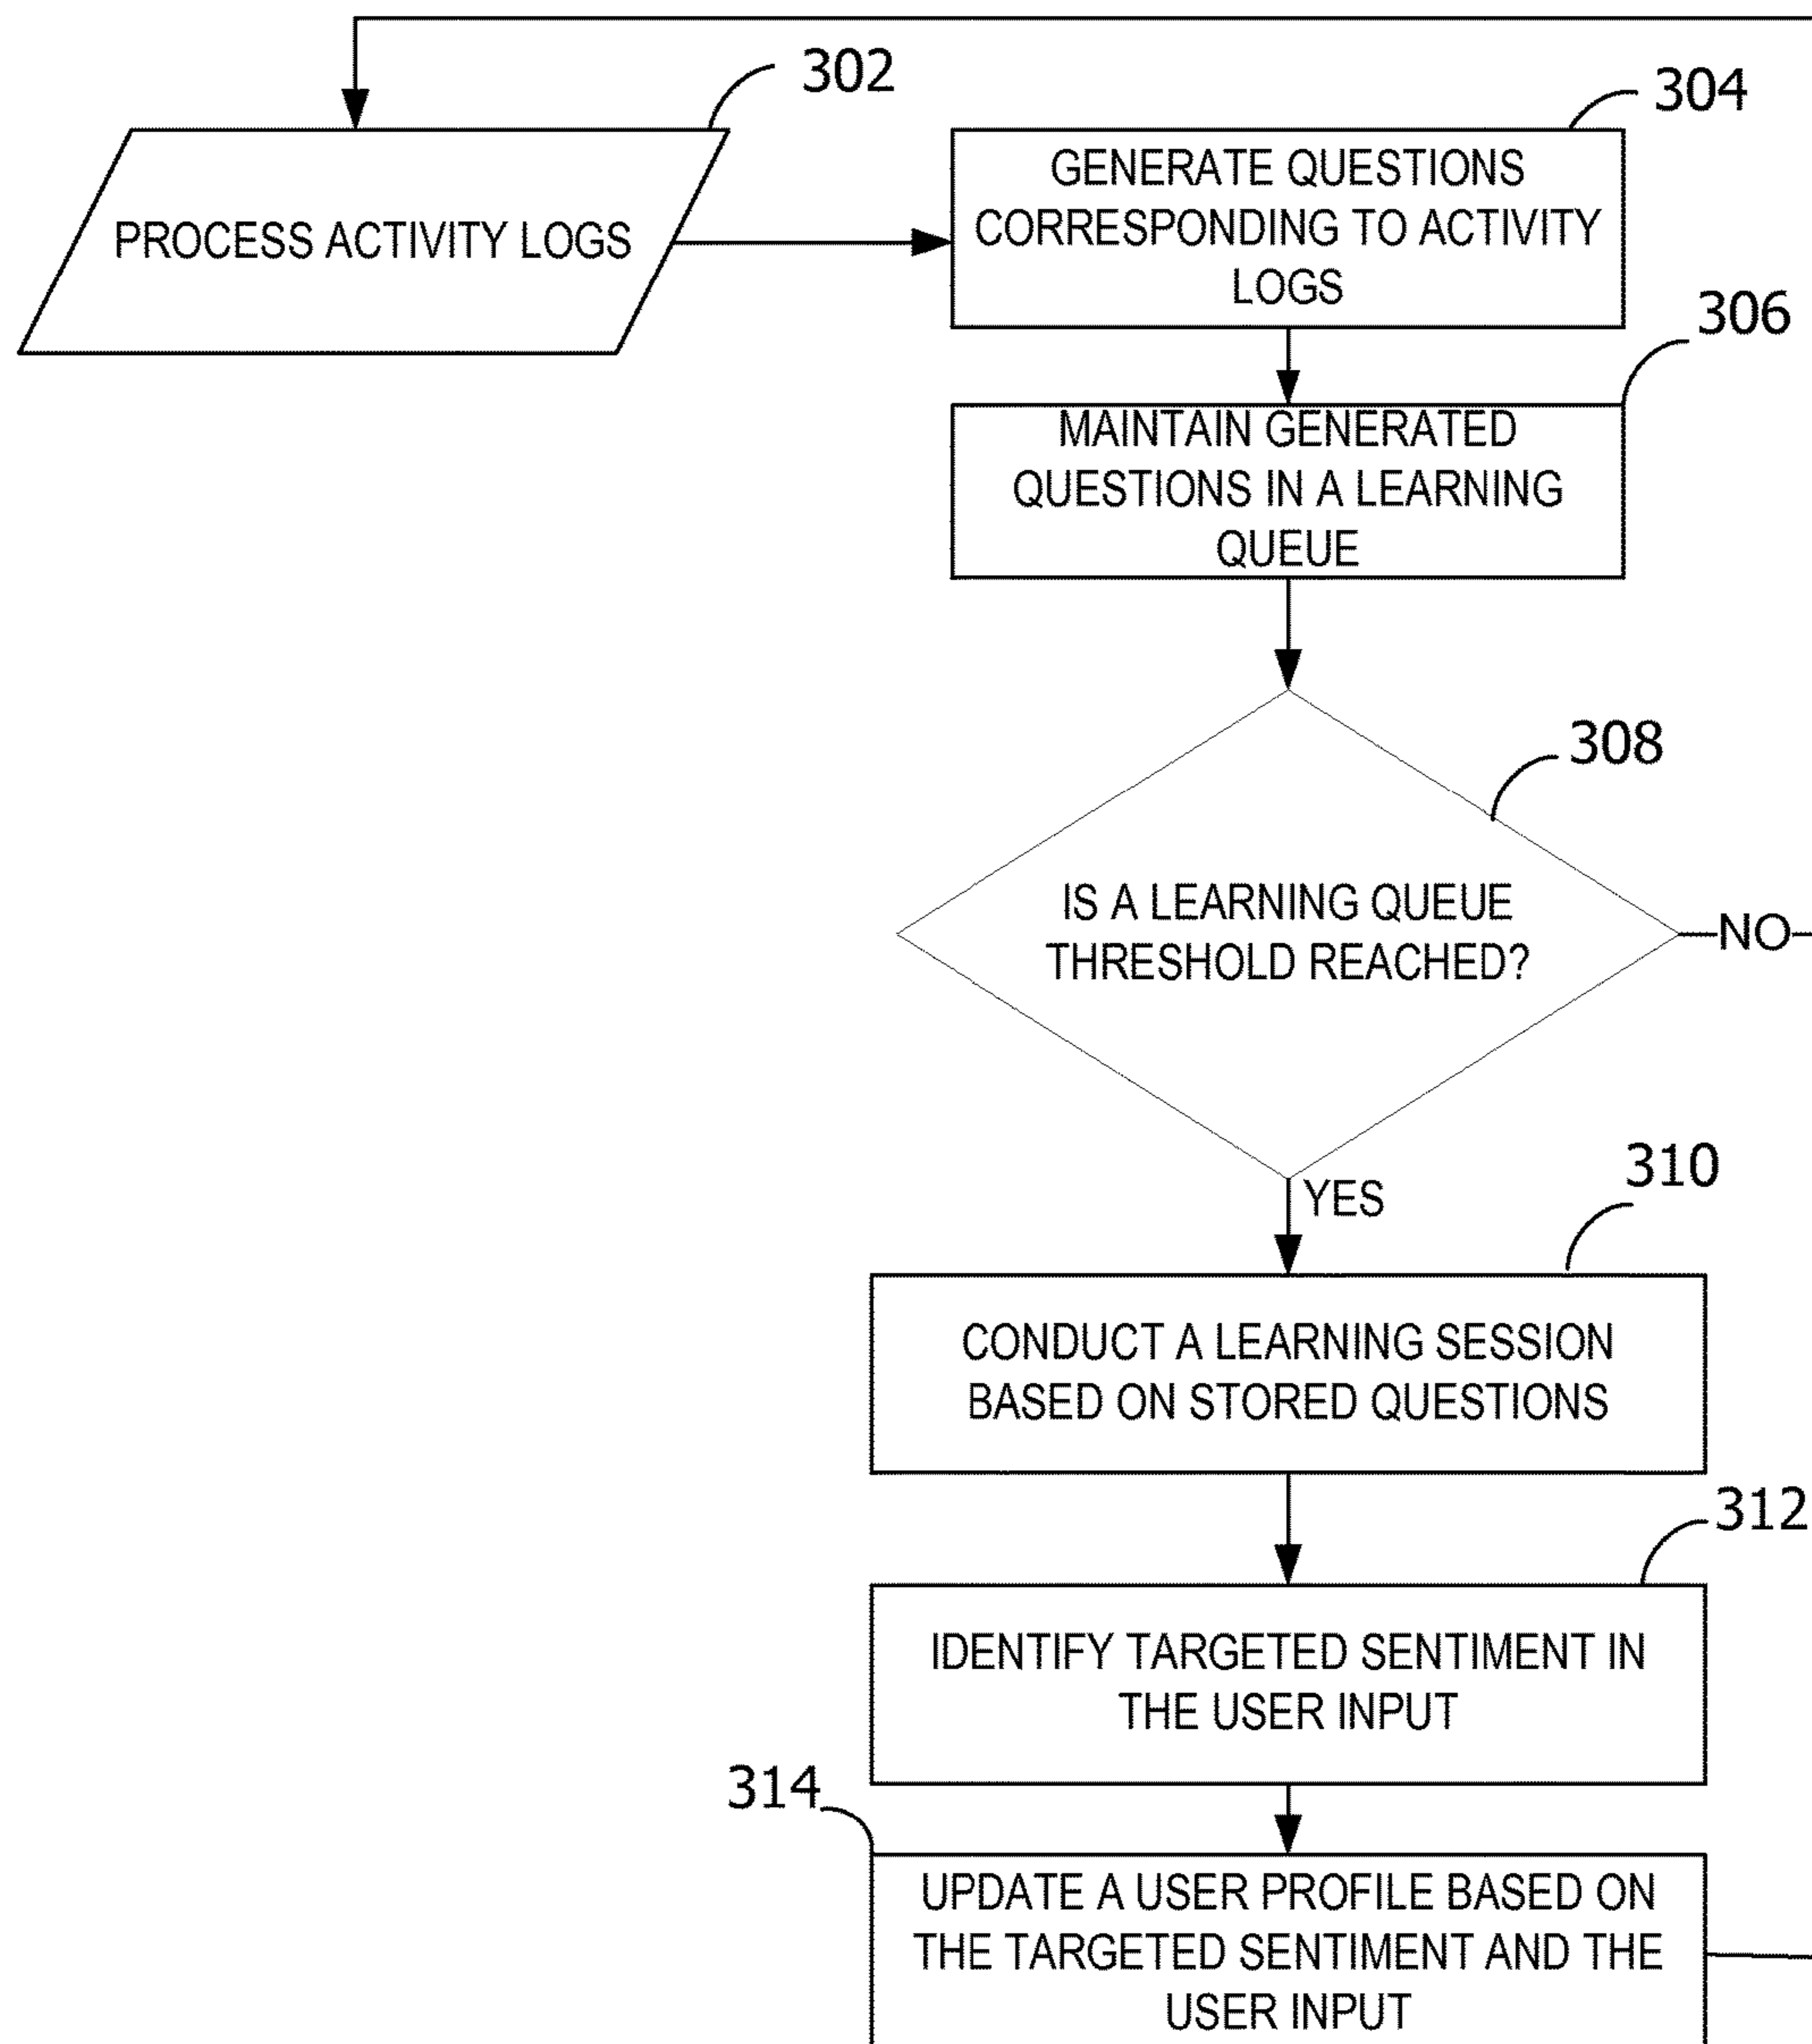 302
PROCESS ACTIVITY LOGS
304
GENERATE QUESTIONS
CORRESPONDING TO ACTIVITY
LOGS
306
MAINTAIN GENERATED
QUESTIONS IN A LEARNING
QUEUE
308
IS A LEARNING QUEUE
THRESHOLD REACHED?
NO
YES
310
CONDUCT A LEARNING SESSION
BASED ON STORED QUESTIONS
312
IDENTIFY TARGETED SENTIMENT IN
THE USER INPUT
314
UPDATE A USER PROFILE BASED ON
THE TARGETED SENTIMENT AND THE
USER INPUT